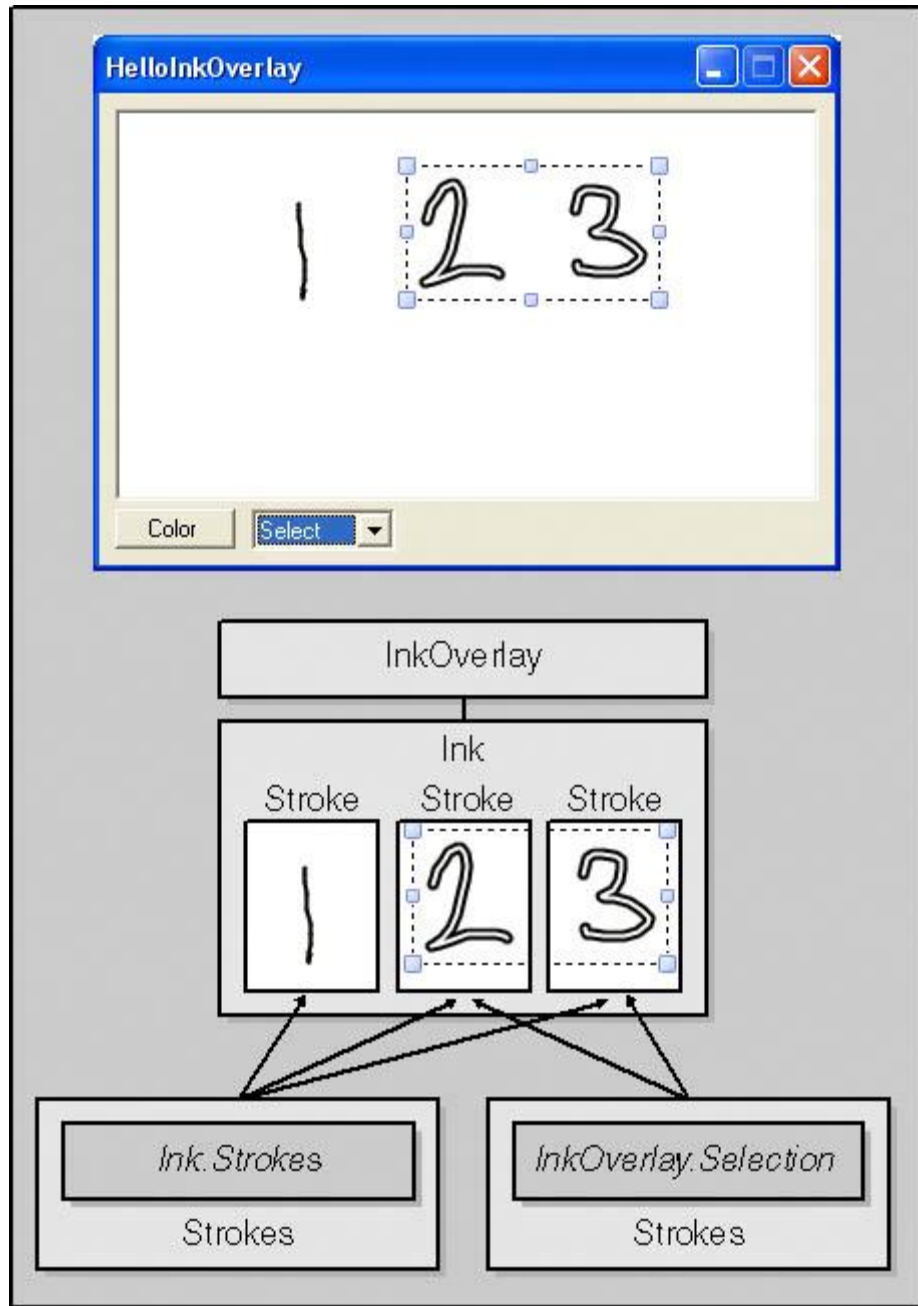 HelloInkOverlay
1 2 3
Color Select
InkOverlay
Ink
Stroke Stroke Stroke
1 2 3
Ink.Strokes InkOverlay.Selection
Strokes Strokes